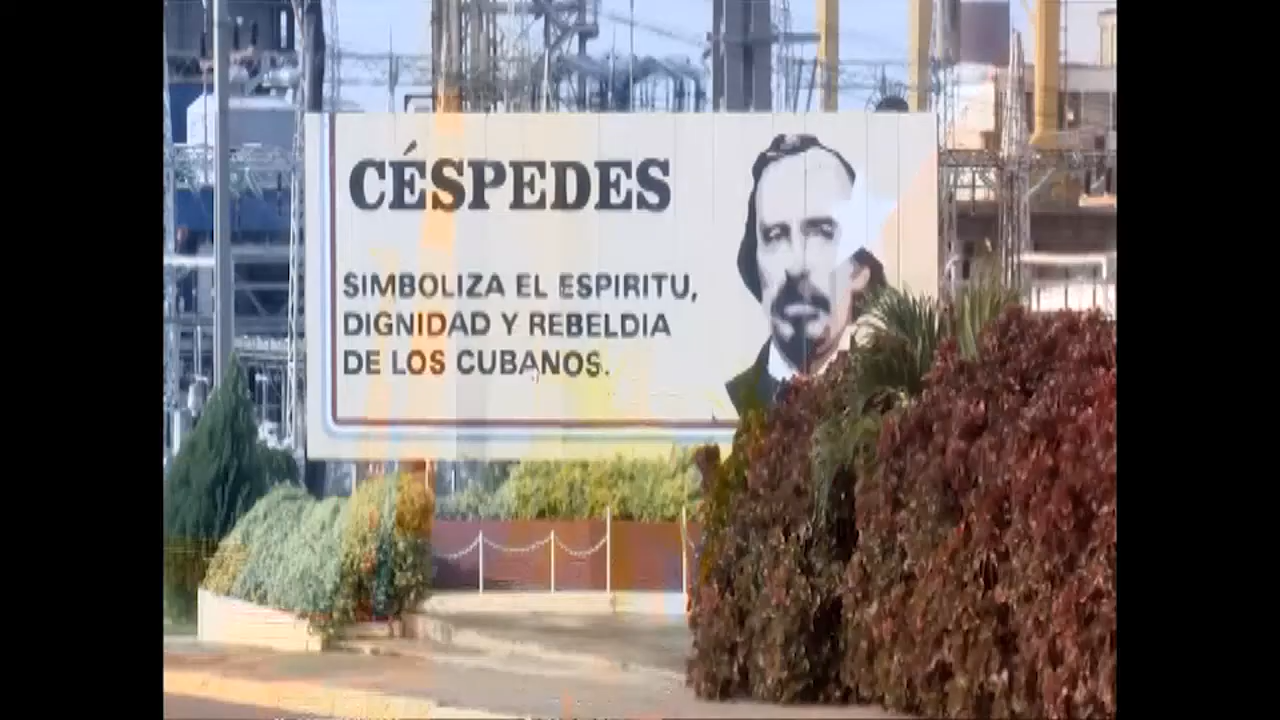 CÉSPEDES
SIMBOLIZA EL ESPIRITU,
DIGNIDAD Y REBELDIA
DE LOS CUBANOS.